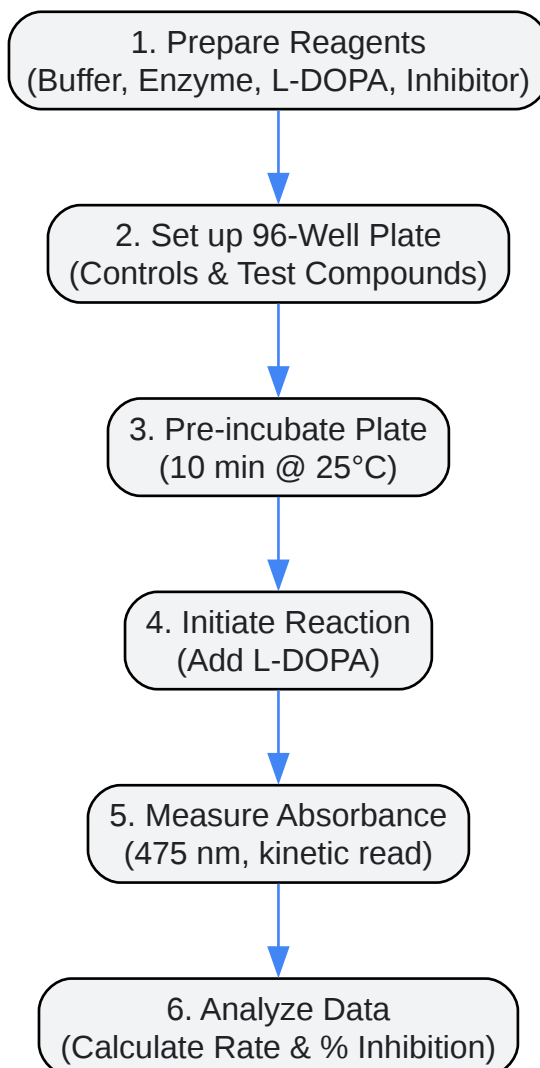 1. Prepare Reagents
(Buffer, Enzyme, L-DOPA, Inhibitor)
2. Set up 96-Well Plate
(Controls & Test Compounds)
3. Pre-incubate Plate
(10 min @ 25°C)
4. Initiate Reaction
(Add L-DOPA)
5. Measure Absorbance
(475 nm, kinetic read)
6. Analyze Data
(Calculate Rate & % Inhibition)